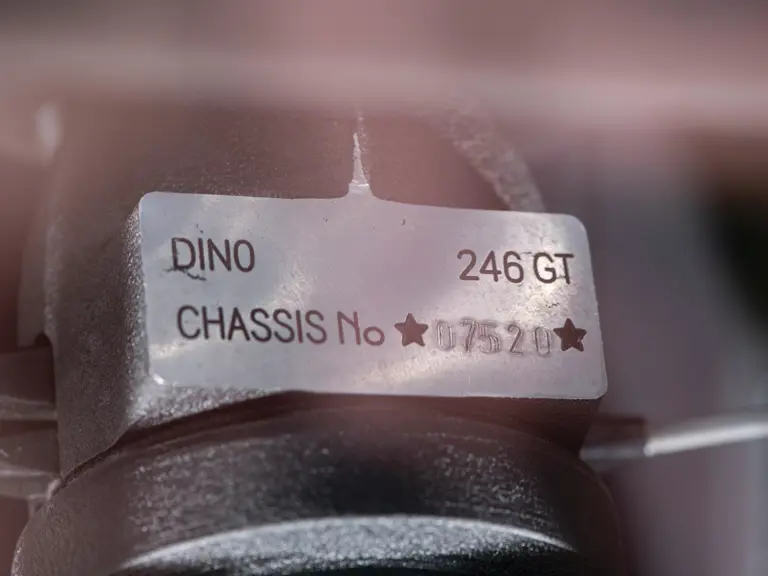 DINO 246 GT
CHASSIS No ★07520★